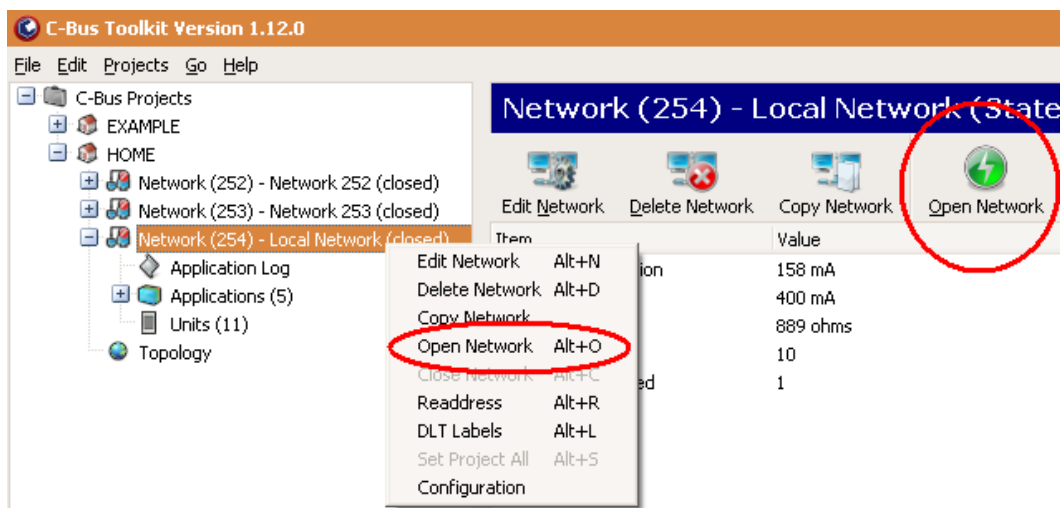 C-Bus Toolkit Version 1.12.0
File Edit Projects Go Help
C-Bus Projects
EXAMPLE
HOME
Network (252) - Network 252 (closed)
Network (253) - Network 253 (closed)
Network (254) - Local Network (closed)
Application Log
Applications (5)
Units (11)
Topology
Network (254) - Local Network (State
Edit Network Delete Network Copy Network Open Network
Item Value
ion 158 mA
400 mA
889 ohms
10
ed 1
Edit Network Alt+N
Delete Network Alt+D
Copy Network
Open Network Alt+O
Close Network Alt+C
Readdress Alt+R
DLT Labels Alt+L
Set Project All Alt+S
Configuration